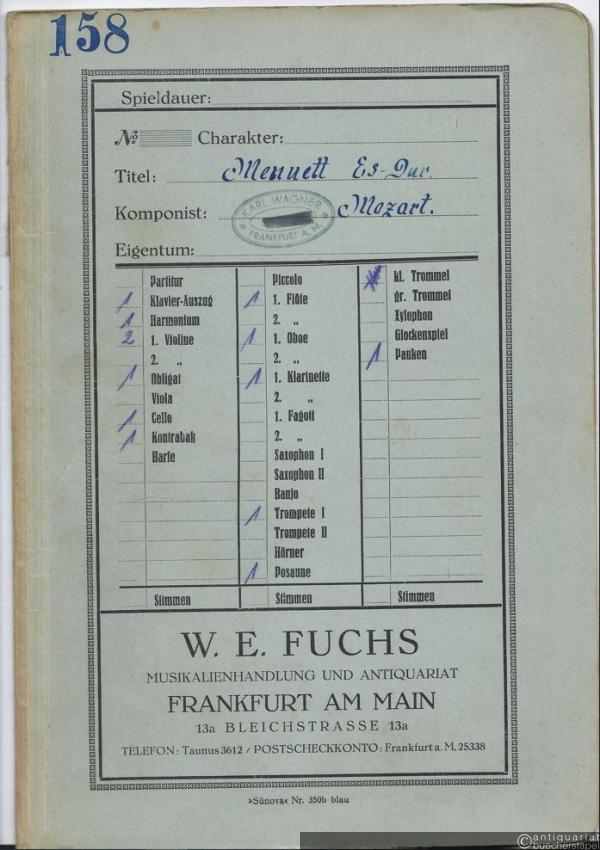 158
Spieldauer:
№ Charakter:
Titel: Menuett Es-Dur.
Komponist: Mozart.
KARL WAGNER
FRANKFURT A. M.
Eigentum:
Partitur
1 Klavier-Auszug
1 Harmonium
2 1. Violine
2. „
1 Obligat
Viola
1 Cello
1 Kontrabaß
Harfe
Stimmen
Piccolo
1 1. Flöte
2. „
1 1. Oboe
2. „
1 1. Klarinette
2. „
1. Fagott
2. „
Saxophon I
Saxophon II
Banjo
1 Trompete I
Trompete II
Hörner
1 Posaune
Stimmen
kl. Trommel
gr. Trommel
Xylophon
Glockenspiel
1 Pauken
Stimmen
W. E. FUCHS
MUSIKALIENHANDLUNG UND ANTIQUARIAT
FRANKFURT AM MAIN
13a BLEICHSTRASSE 13a
TELEFON: Taunus 3612 / POSTSCHECKKONTO: Frankfurt a. M. 25338
»Sünova« Nr. 350b blau
antiquariat
buecherstapel